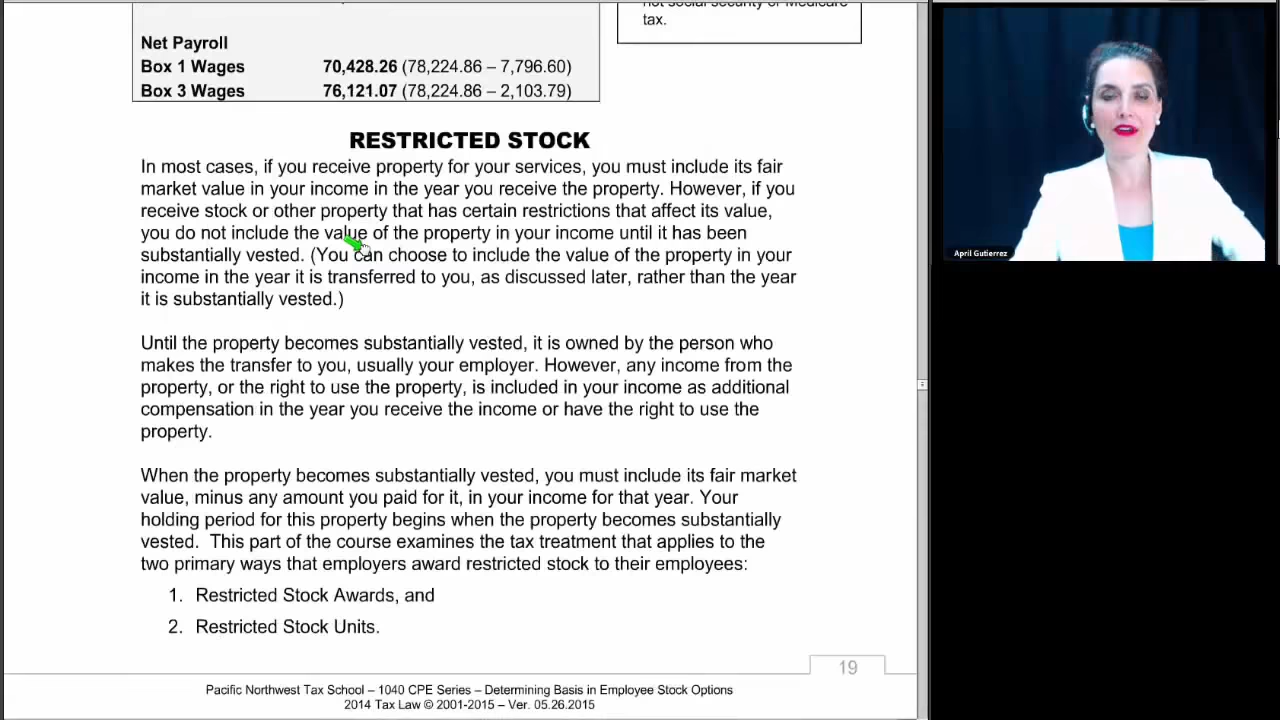 not social security or Medicare
tax.
Net Payroll
Box 1 Wages 70,428.26 (78,224.86 – 7,796.60)
Box 3 Wages 76,121.07 (78,224.86 – 2,103.79)
RESTRICTED STOCK
In most cases, if you receive property for your services, you must include its fair
market value in your income in the year you receive the property. However, if you
receive stock or other property that has certain restrictions that affect its value,
you do not include the value of the property in your income until it has been
substantially vested. (You can choose to include the value of the property in your
income in the year it is transferred to you, as discussed later, rather than the year
it is substantially vested.)
Until the property becomes substantially vested, it is owned by the person who
makes the transfer to you, usually your employer. However, any income from the
property, or the right to use the property, is included in your income as additional
compensation in the year you receive the income or have the right to use the
property.
When the property becomes substantially vested, you must include its fair market
value, minus any amount you paid for it, in your income for that year. Your
holding period for this property begins when the property becomes substantially
vested. This part of the course examines the tax treatment that applies to the
two primary ways that employers award restricted stock to their employees:
1. Restricted Stock Awards, and
2. Restricted Stock Units.
19
Pacific Northwest Tax School – 1040 CPE Series – Determining Basis in Employee Stock Options
2014 Tax Law © 2001-2015 – Ver. 05.26.2015
April Gutierrez